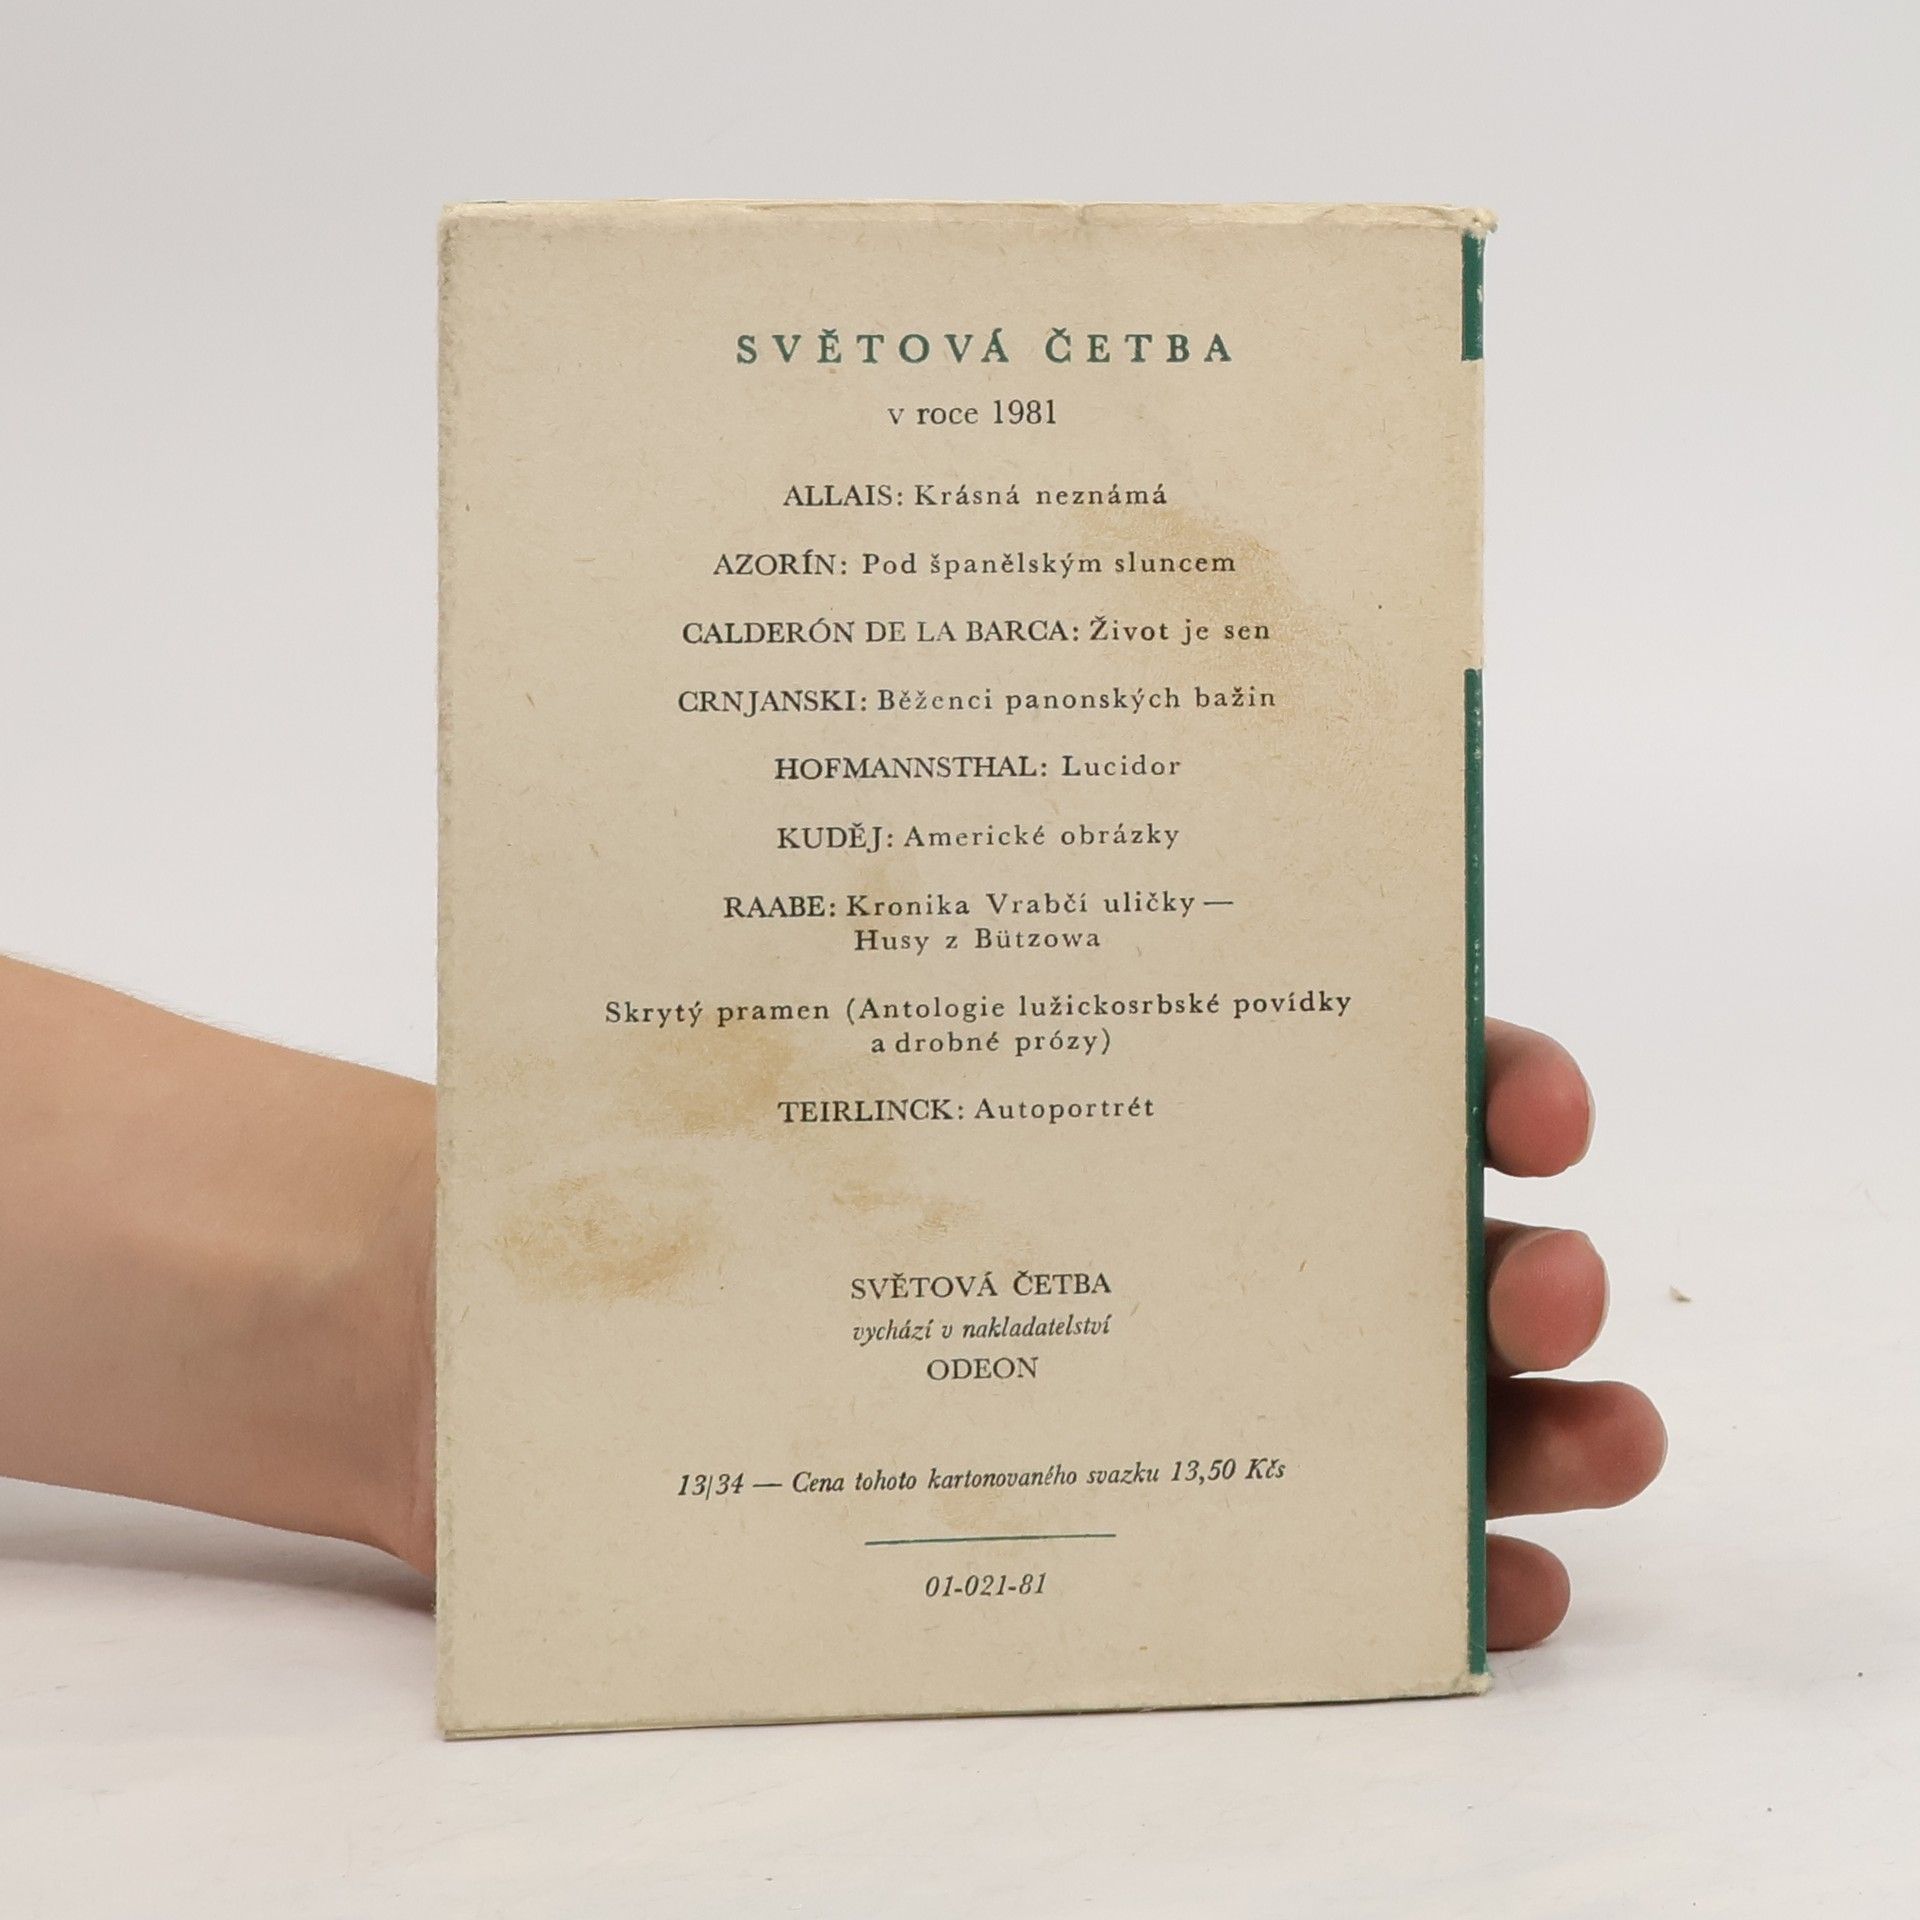 SVĚTOVÁ ČETBA
v roce 1981
ALLAIS: Krásná neznámá
AZORÍN: Pod španělským sluncem
CALDERÓN DE LA BARCA: Život je sen
CRNJANSKI: Běženci panonských bažin
HOFMANNSTHAL: Lucidor
KUDĚJ: Americké obrázky
RAABE: Kronika Vrabčí uličky —
Husy z Bützowa
Skrytý pramen (Antologie lužickosrbské povídky
a drobné prózy)
TEIRLINCK: Autoportrét
SVĚTOVÁ ČETBA
vychází v nakladatelství
ODEON
13/34 — Cena tohoto kartonovaného svazku 13,50 Kčs
01-021-81